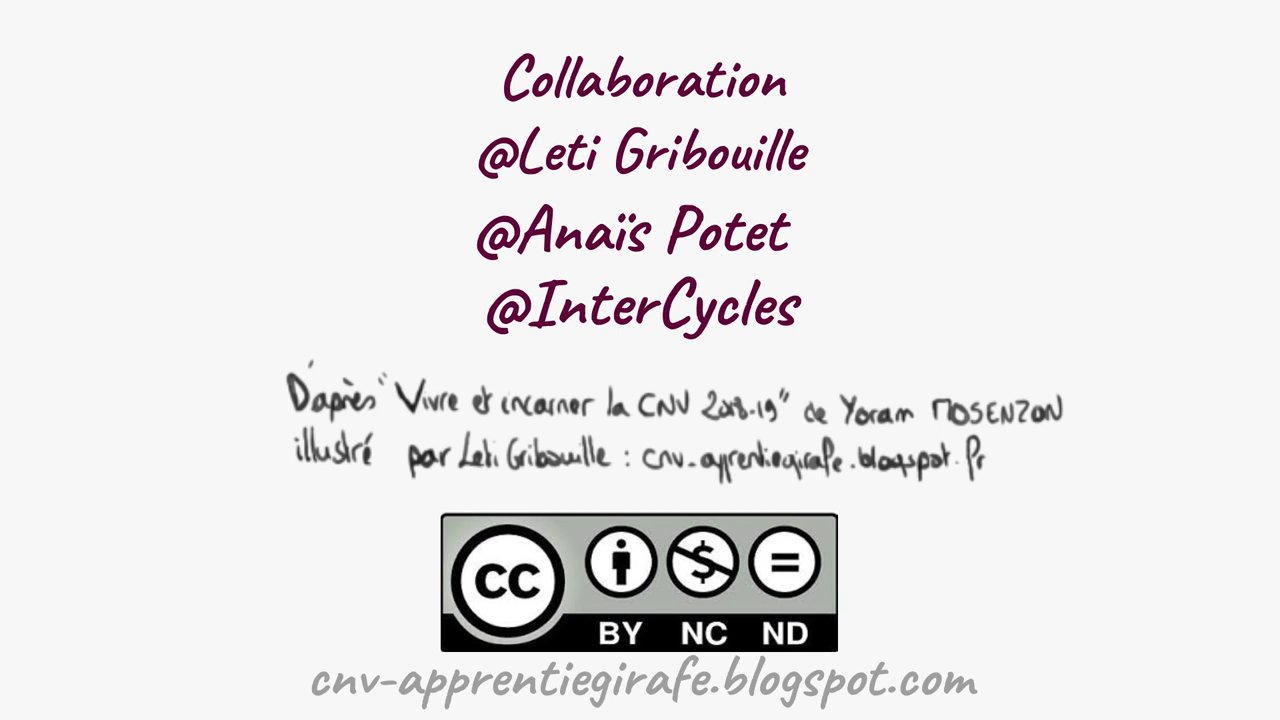 Collaboration
@Leti Gribouille
@Anaïs Potet
@InterCycles
D'après "Vivre et incarner la CNV 2018-19" de Yoram MOSENZON
illustré par Leti Gribouille : cnv-apprentiegirafe.blogspot.fr
CC
BY NC ND
cnv-apprentiegirafe.blogspot.com